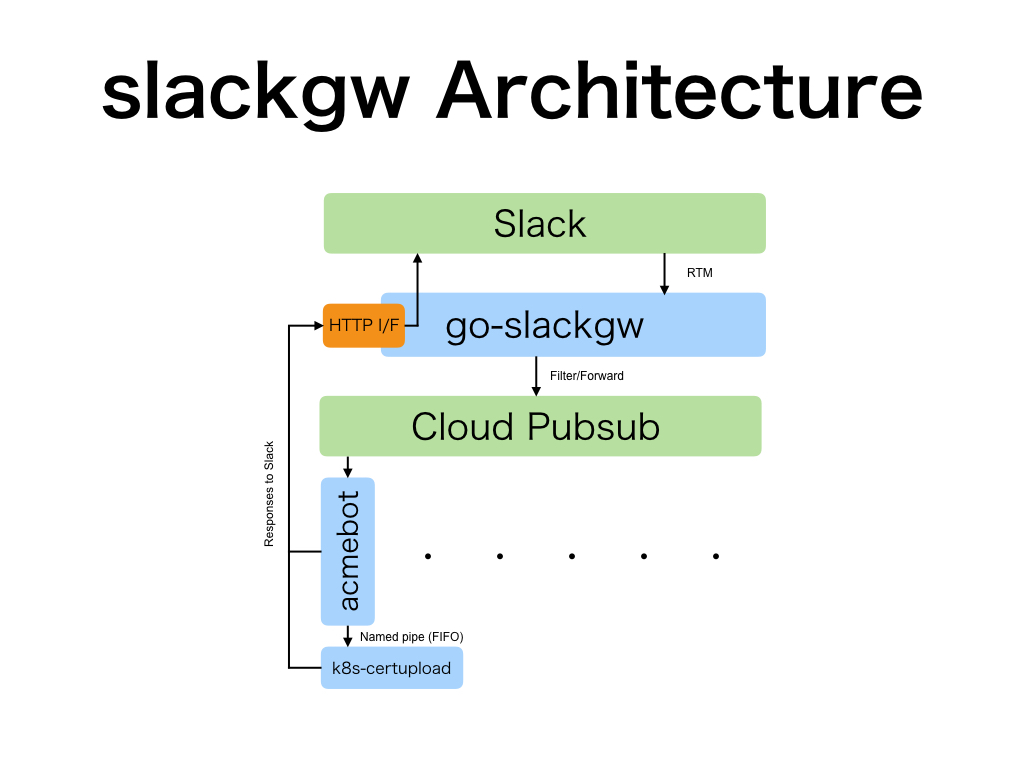 slackgw Architecture
Slack
RTM
HTTP I/F
go-slackgw
Filter/Forward
Cloud Pubsub
Responses to Slack
acmebot
Named pipe (FIFO)
k8s-certupload